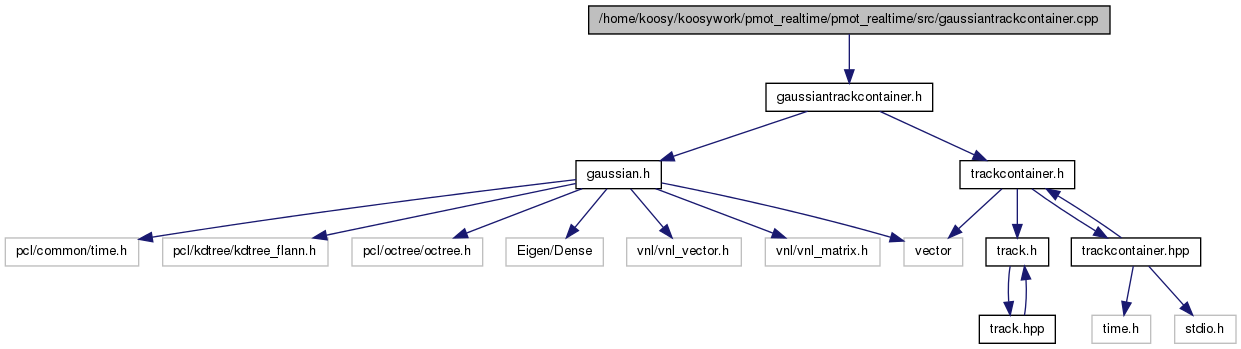 /home/koosy/koosywork/pmot_realtime/pmot_realtime/src/gaussiantrackcontainer.cpp
gaussiantrackcontainer.h
gaussian.h
trackcontainer.h
pcl/common/time.h
pcl/kdtree/kdtree_flann.h
pcl/octree/octree.h
Eigen/Dense
vnl/vnl_vector.h
vnl/vnl_matrix.h
vector
track.h
trackcontainer.hpp
track.hpp
time.h
stdio.h